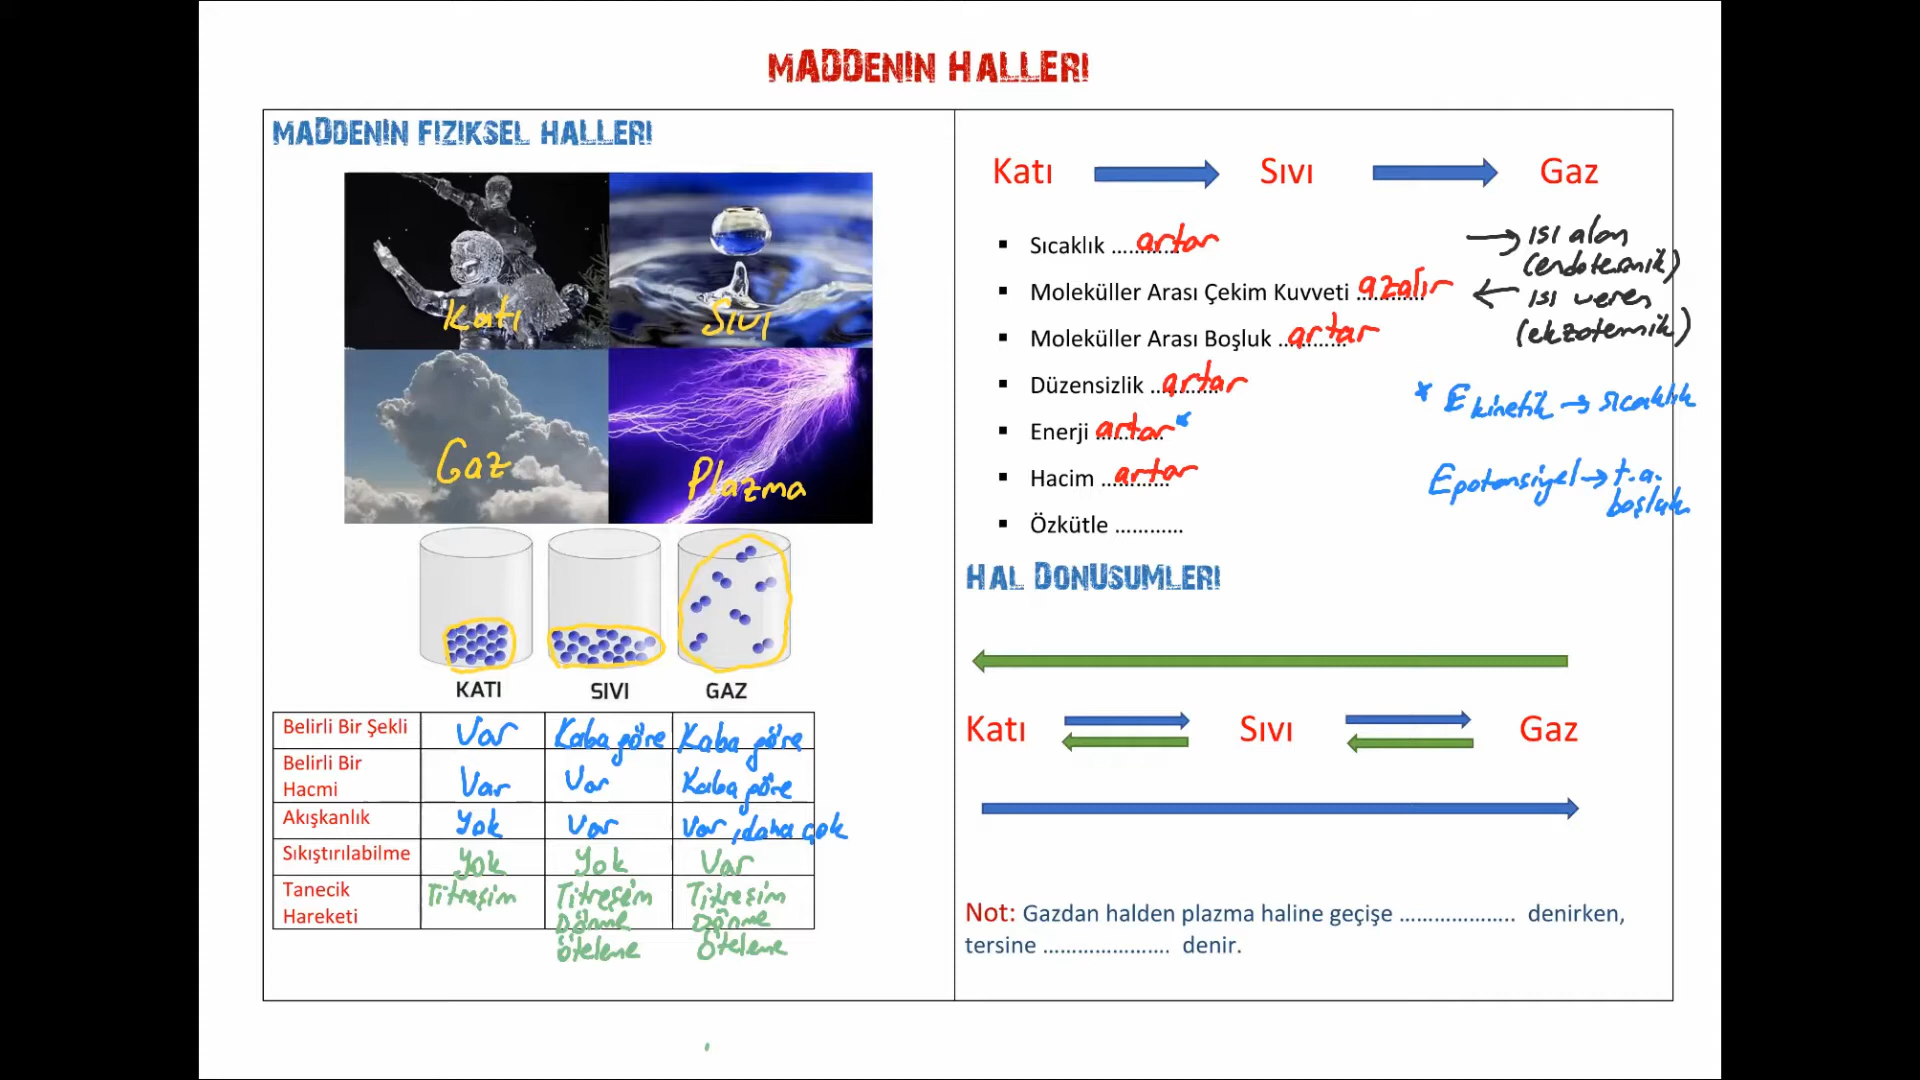 MADDENIN HALLERI
MADDENIN FIZIKSEL HALLERI
Katı
Sıvı
Gaz
Plazma
KATI SIVI GAZ
Belirli Bir Şekli Var Kaba göre Kaba göre
Belirli Bir Hacmi Var Var Kaba göre
Akışkanlık Yok Var Var, daha çok
Sıkıştırılabilme Yok Yok Var
Tanecik Hareketi Titreşim Titreşim Dönme öteleme Titreşim Dönme öteleme
Katı Sıvı Gaz
▪ Sıcaklık ............ artar
▪ Moleküller Arası Çekim Kuvveti ............ azalır
▪ Moleküller Arası Boşluk ............ artar
▪ Düzensizlik ............ artar
▪ Enerji ............ artar*
▪ Hacim ............ artar
▪ Özkütle ............
→ ısı alan
(endotermik)
← ısı veren
(ekzotermik)
* E kinetik → sıcaklık
E potansiyel → t.a.
boşluk
HAL DONUSUMLERI
Katı Sıvı Gaz
Not: Gazdan halden plazma haline geçişe ................... denirken,
tersine ..................... denir.